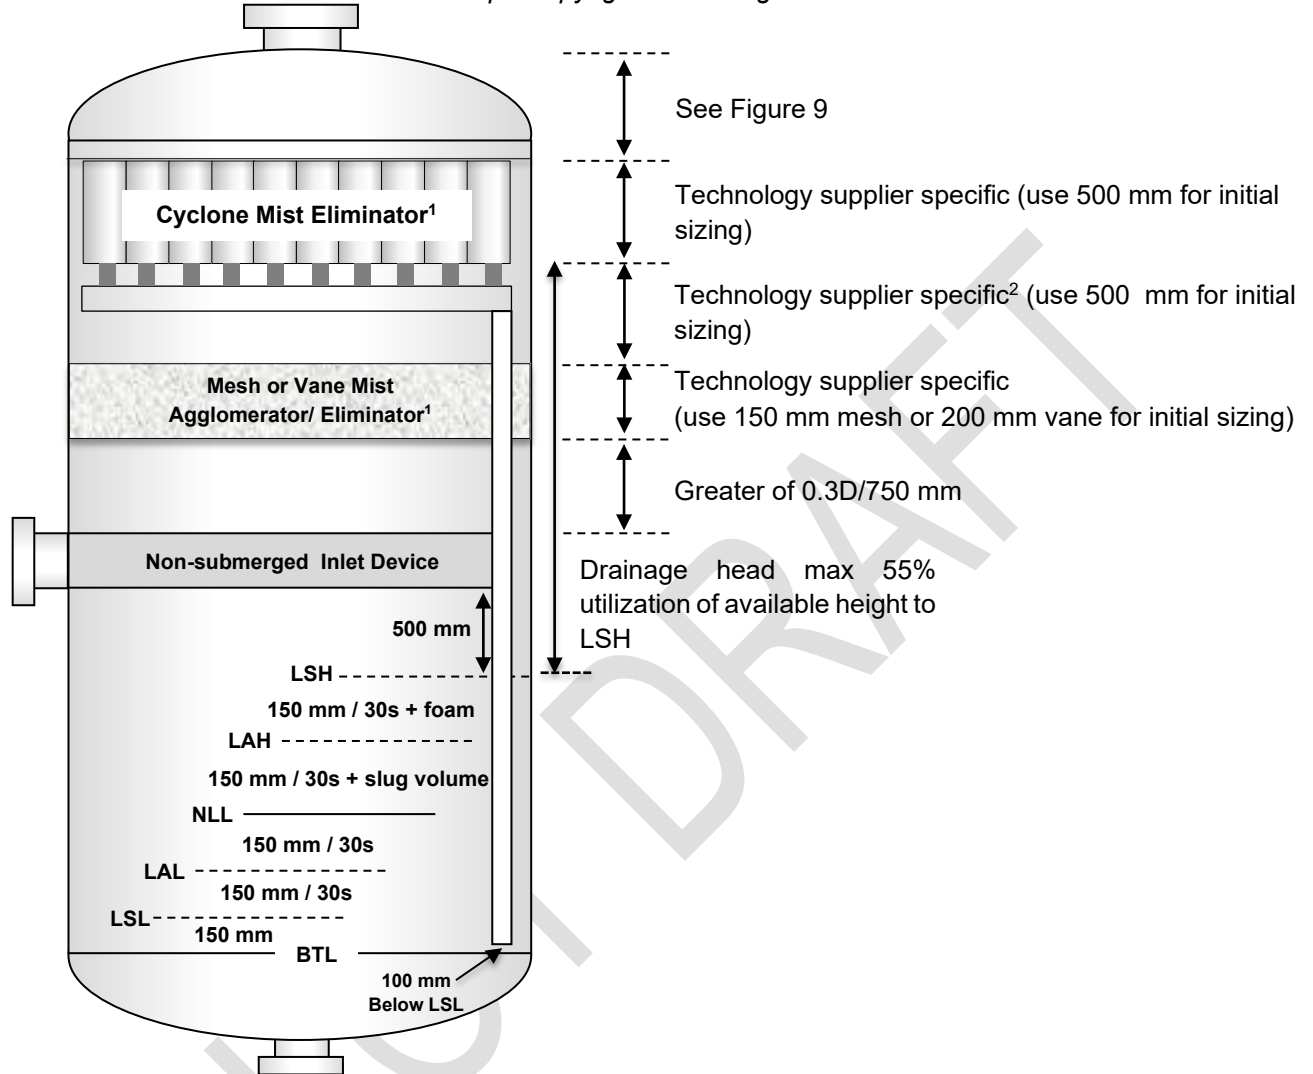 See Figure 9
Technology supplier specific (use 500 mm for initial
sizing)
Cyclone Mist Eliminator1
Technology supplier specific2 (use 500 mm for initial
sizing)
Mesh or Vane Mist
Agglomerator/ Eliminator1
Technology supplier specific
(use 150 mm mesh or 200 mm vane for initial sizing)
Greater of 0.3D/750 mm
Non-submerged Inlet Device
Drainage head max 55%
utilization of available height to
LSH
500 mm
LSH
150 mm / 30s + foam
LAH
150 mm / 30s + slug volume
NLL
150 mm / 30s
LAL
150 mm / 30s
LSL
150 mm
BTL
100 mm
Below LSL
DRAFT